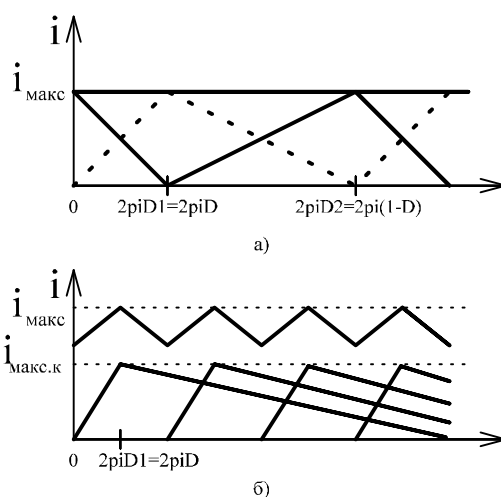 i
i макс
0 2piD1=2piD 2piD2=2pi(1-D)
а)
i
i макс
i макс.к
0 2piD1=2piD
б)